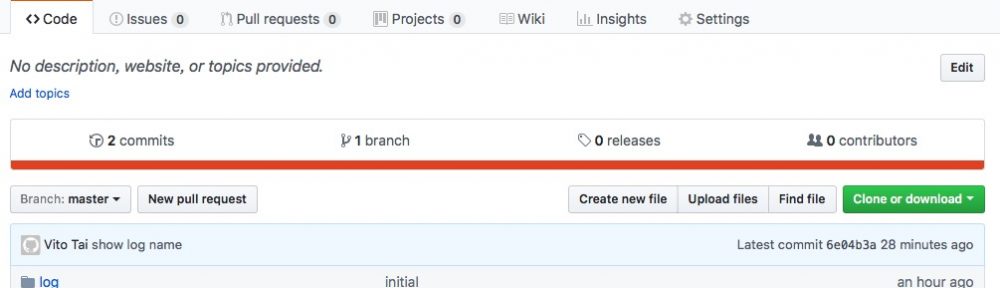 Code Issues 0 Pull requests 0 Projects 0 Wiki Insights Settings
No description, website, or topics provided. Edit
Add topics
2 commits 1 branch 0 releases 0 contributors
Branch: master New pull request Create new file Upload files Find file Clone or download
Vito Tai show log name Latest commit 6e04b3a 28 minutes ago
log initial an hour ago